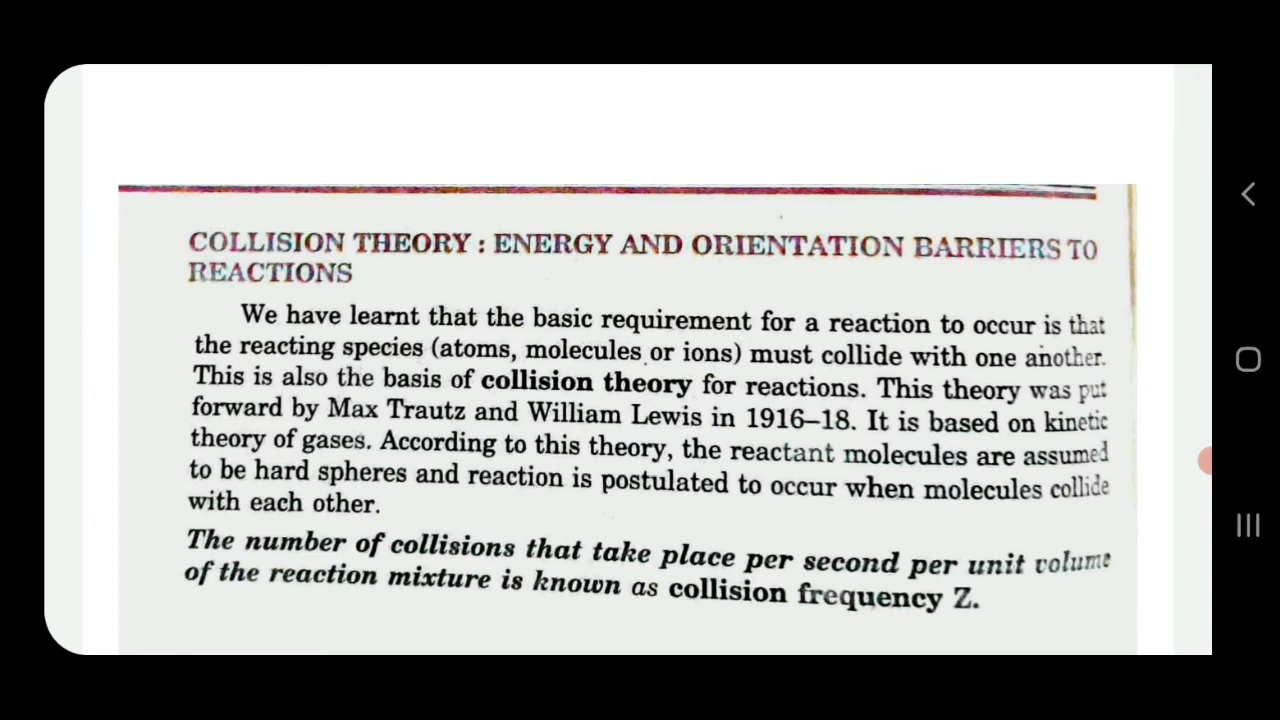 COLLISION THEORY : ENERGY AND ORIENTATION BARRIERS TO
REACTIONS
We have learnt that the basic requirement for a reaction to occur is that
the reacting species (atoms, molecules or ions) must collide with one another.
This is also the basis of collision theory for reactions. This theory was put
forward by Max Trautz and William Lewis in 1916–18. It is based on kinetic
theory of gases. According to this theory, the reactant molecules are assumed
to be hard spheres and reaction is postulated to occur when molecules collide
with each other.
The number of collisions that take place per second per unit volume
of the reaction mixture is known as collision frequency Z.